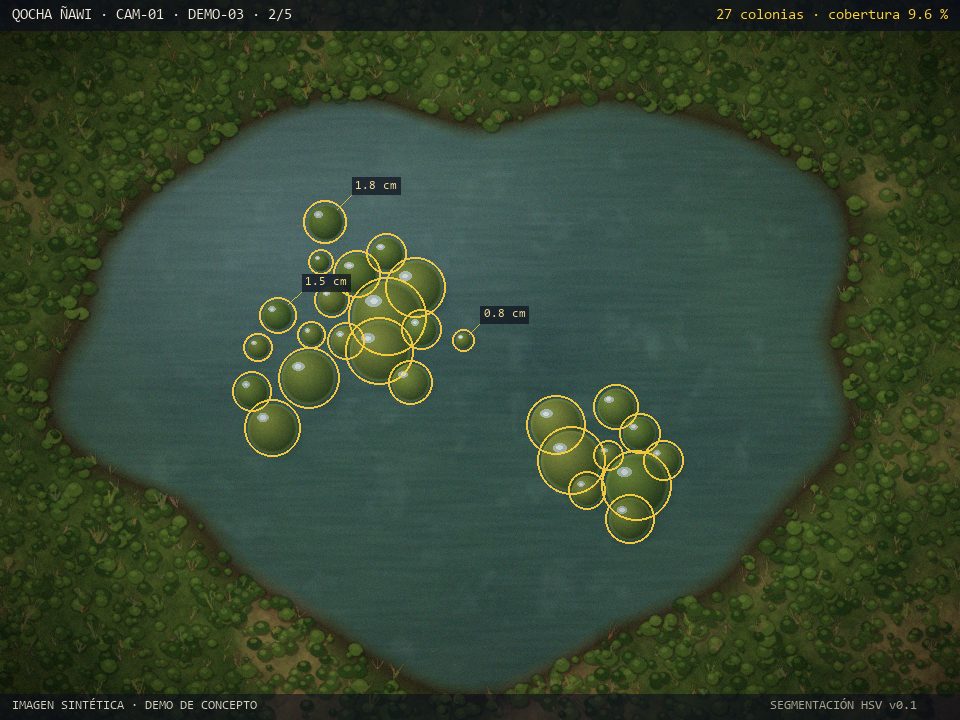 QOCHA ÑAWI · CAM-01 · DEMO-03 · 2/5
27 colonias · cobertura 9.6 %
1.8 cm
1.5 cm
0.8 cm
IMAGEN SINTÉTICA · DEMO DE CONCEPTO
SEGMENTACIÓN HSV v0.1